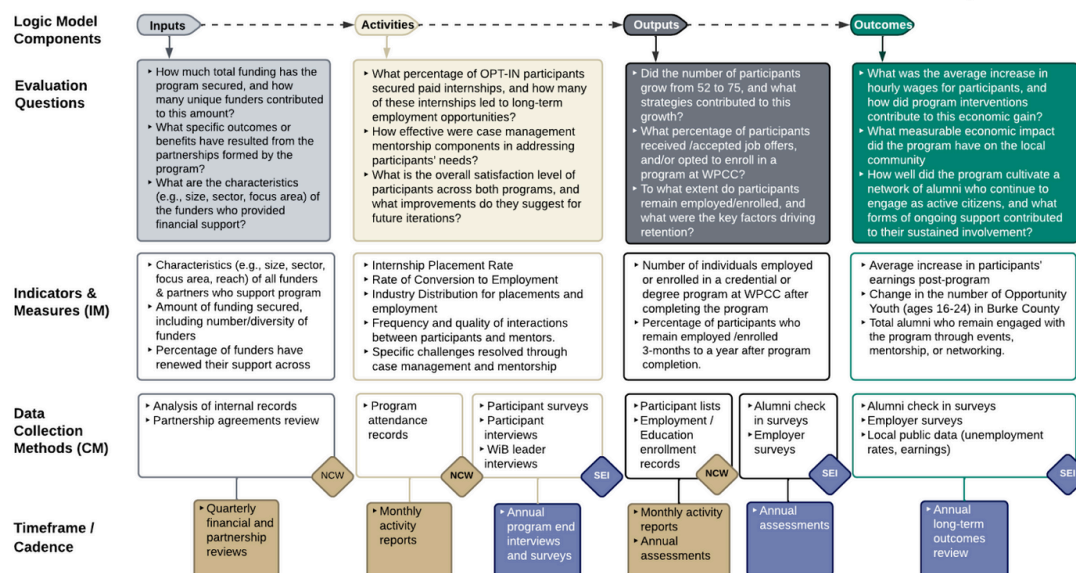 Logic Model
Components
Inputs
Activities
Outputs
Outcomes
Evaluation
Questions
‣ How much total funding has the
program secured, and how
many unique funders contributed
to this amount?
‣ What specific outcomes or
benefits have resulted from the
partnerships formed by the
program?
‣ What are the characteristics
(e.g., size, sector, focus area) of
the funders who provided
financial support?
‣ What percentage of OPT-IN participants
secured paid internships, and how many
of these internships led to long-term
employment opportunities?
‣ How effective were case management
mentorship components in addressing
participants' needs?
‣ What is the overall satisfaction level of
participants across both programs, and
what improvements do they suggest for
future iterations?
‣ Did the number of participants
grow from 52 to 75, and what
strategies contributed to this
growth?
‣ What percentage of participants
received /accepted job offers,
and/or opted to enroll in a
program at WPCC?
‣ To what extent do participants
remain employed/enrolled, and
what were the key factors driving
retention?
‣ What was the average increase in
hourly wages for participants, and
how did program interventions
contribute to this economic gain?
‣ What measurable economic impact
did the program have on the local
community
‣ How well did the program cultivate a
network of alumni who continue to
engage as active citizens, and what
forms of ongoing support contributed
to their sustained involvement?
Indicators &
Measures (IM)
‣ Characteristics (e.g., size, sector,
focus area, reach) of all funders
& partners who support program
‣ Amount of funding secured,
including number/diversity of
funders
‣ Percentage of funders have
renewed their support across
‣ Internship Placement Rate
‣ Rate of Conversion to Employment
‣ Industry Distribution for placements and
employment
‣ Frequency and quality of interactions
between participants and mentors.
‣ Specific challenges resolved through
case management and mentorship
‣ Number of individuals employed
or enrolled in a credential or
degree program at WPCC after
completing the program
‣ Percentage of participants who
remain employed /enrolled
3-months to a year after program
completion.
‣ Average increase in participants'
earnings post-program
‣ Change in the number of Opportunity
Youth (ages 16-24) in Burke County
‣ Total alumni who remain engaged with
the program through events,
mentorship, or networking.
Data
Collection
Methods (CM)
‣ Analysis of internal records
‣ Partnership agreements review
NCW
‣ Program
attendance
records
NCW
‣ Participant surveys
‣ Participant
interviews
‣ WiB leader
interviews
SEI
‣ Participant lists
‣ Employment /
Education
enrollment
records
NCW
‣ Alumni check
in surveys
‣ Employer
surveys
SEI
‣ Alumni check in surveys
‣ Employer surveys
‣ Local public data (unemployment
rates, earnings)
SEI
Timeframe /
Cadence
‣ Quarterly
financial and
partnership
reviews
‣ Monthly
activity
reports
‣ Annual
program end
interviews
and surveys
‣ Monthly activity
reports
‣ Annual
assessments
‣ Annual
assessments
‣ Annual
long-term
outcomes
review